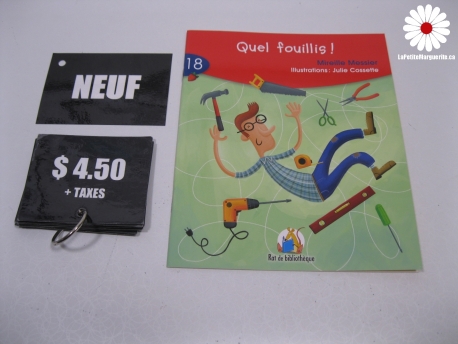 LaPetiteMarguerite.ca
NEUF
$ 4.50
+ TAXES
Quel fouillis !
18
Mireille Messier
Illustrations : Julie Cossette
Rat de bibliothèque